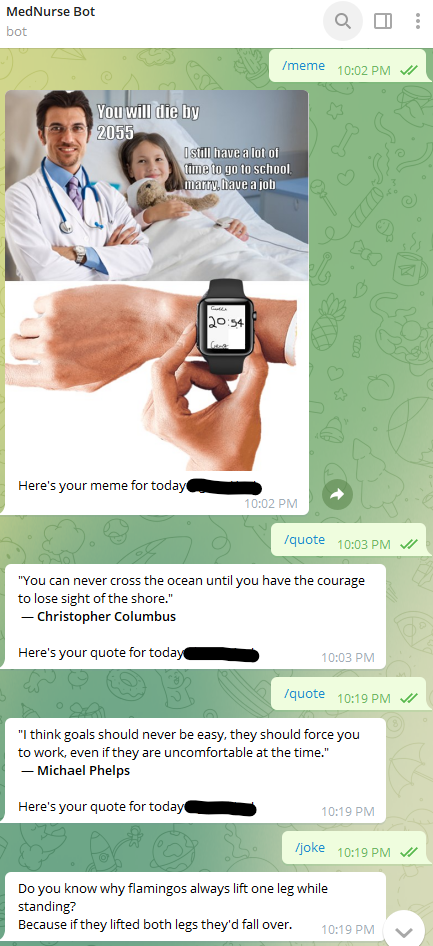 MedNurse Bot
bot
/meme
10:02 PM
You will die by
2055
I still have a lot of
time to go to school,
marry, have a job
20:54
Here's your meme for today
10:02 PM
/quote
10:03 PM
"You can never cross the ocean until you have the courage
to lose sight of the shore."
— Christopher Columbus
Here's your quote for today
10:03 PM
/quote
10:19 PM
"I think goals should never be easy, they should force you
to work, even if they are uncomfortable at the time."
— Michael Phelps
Here's your quote for today
10:19 PM
/joke
10:19 PM
Do you know why flamingos always lift one leg while
standing?
Because if they lifted both legs they'd fall over.
10:19 PM